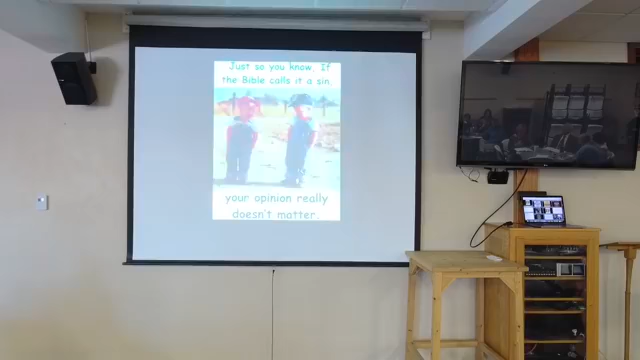 Just so you know. If
the Bible calls it a sin,
your opinion really
doesn't matter.